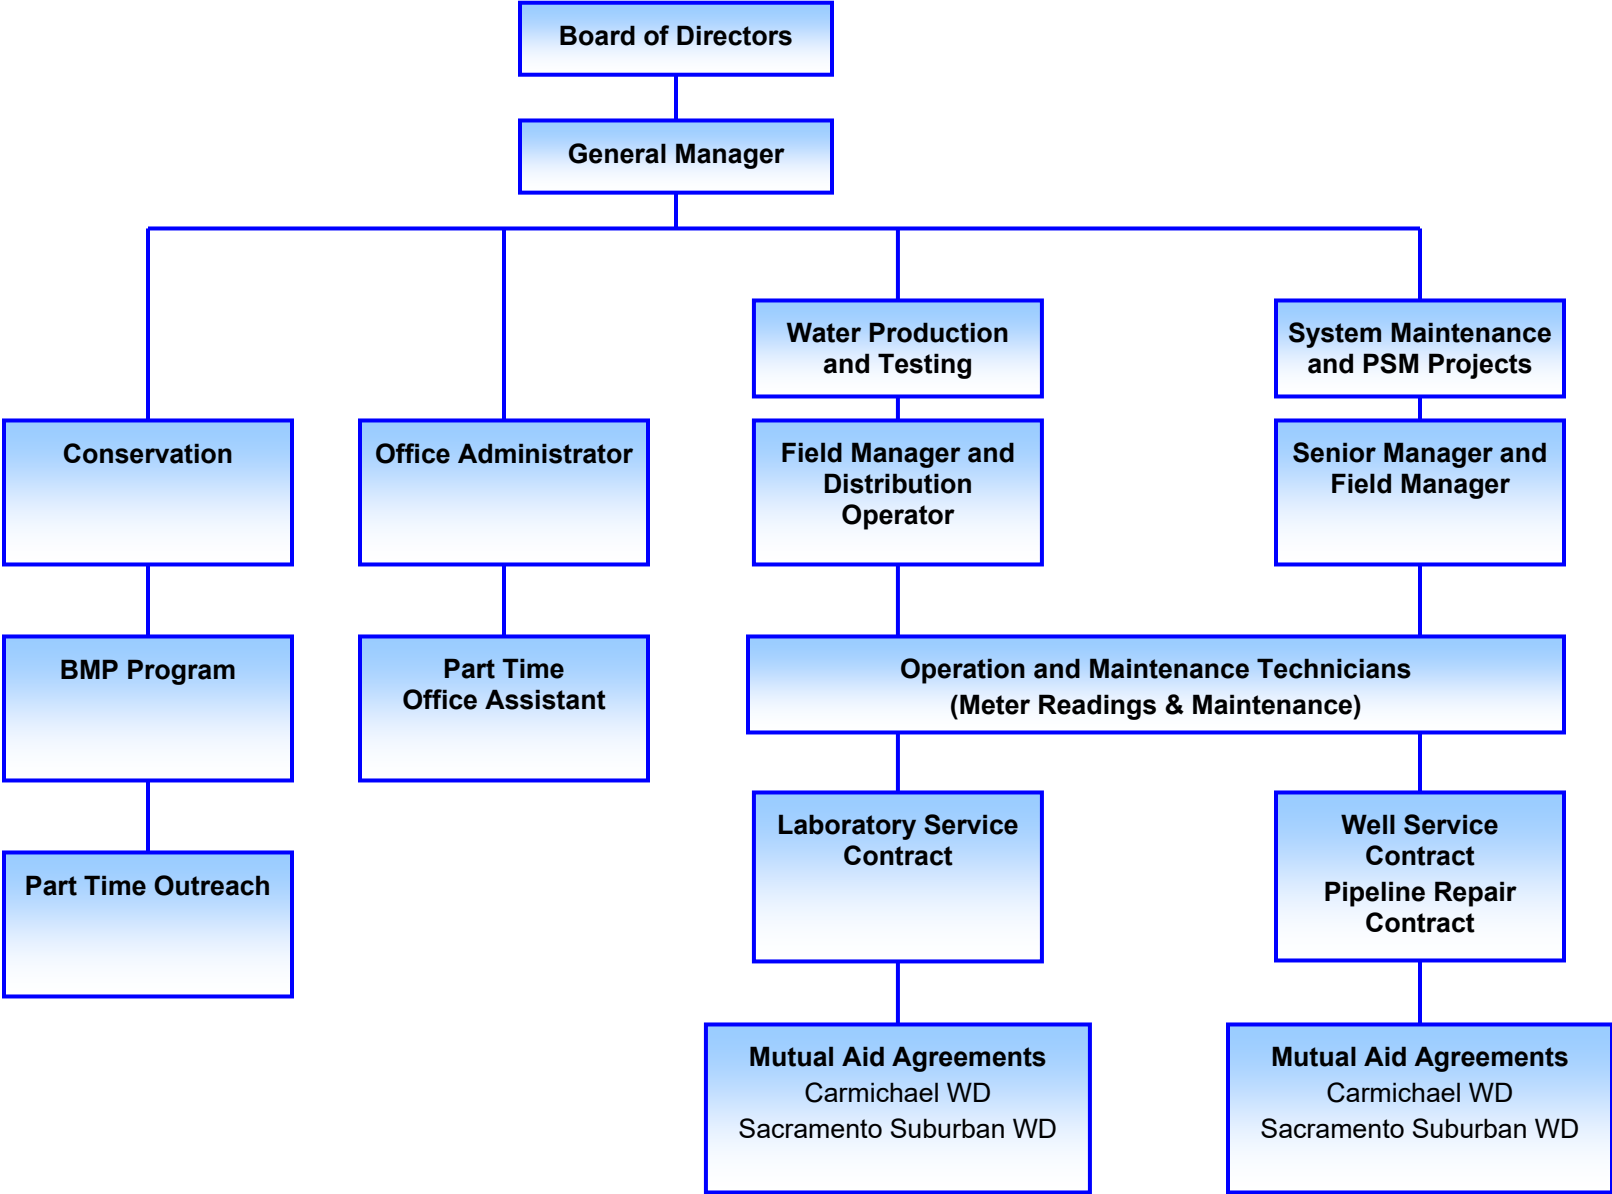 Board of Directors
General Manager
Water Production
and Testing
System Maintenance
and PSM Projects
Conservation
Office Administrator
Field Manager and
Distribution
Operator
Senior Manager and
Field Manager
BMP Program
Part Time
Office Assistant
Operation and Maintenance Technicians
(Meter Readings & Maintenance)
Part Time Outreach
Laboratory Service
Contract
Well Service
Contract
Pipeline Repair
Contract
Mutual Aid Agreements
Carmichael WD
Sacramento Suburban WD
Mutual Aid Agreements
Carmichael WD
Sacramento Suburban WD